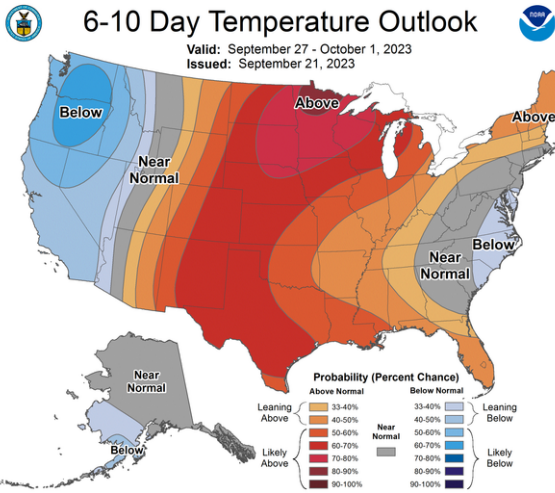 6-10 Day Temperature Outlook
Valid: September 27 - October 1, 2023
Issued: September 21, 2023
NOAA
Below
Near
Normal
Above
Above
Near
Normal
Below
Near
Normal
Below
Probability (Percent Chance)
Above Normal
Below Normal
Leaning
Above
33-40%
40-50%
Likely
Above
50-60%
60-70%
70-80%
80-90%
90-100%
Near
Normal
33-40%
40-50%
Leaning
Below
50-60%
60-70%
70-80%
80-90%
90-100%
Likely
Below